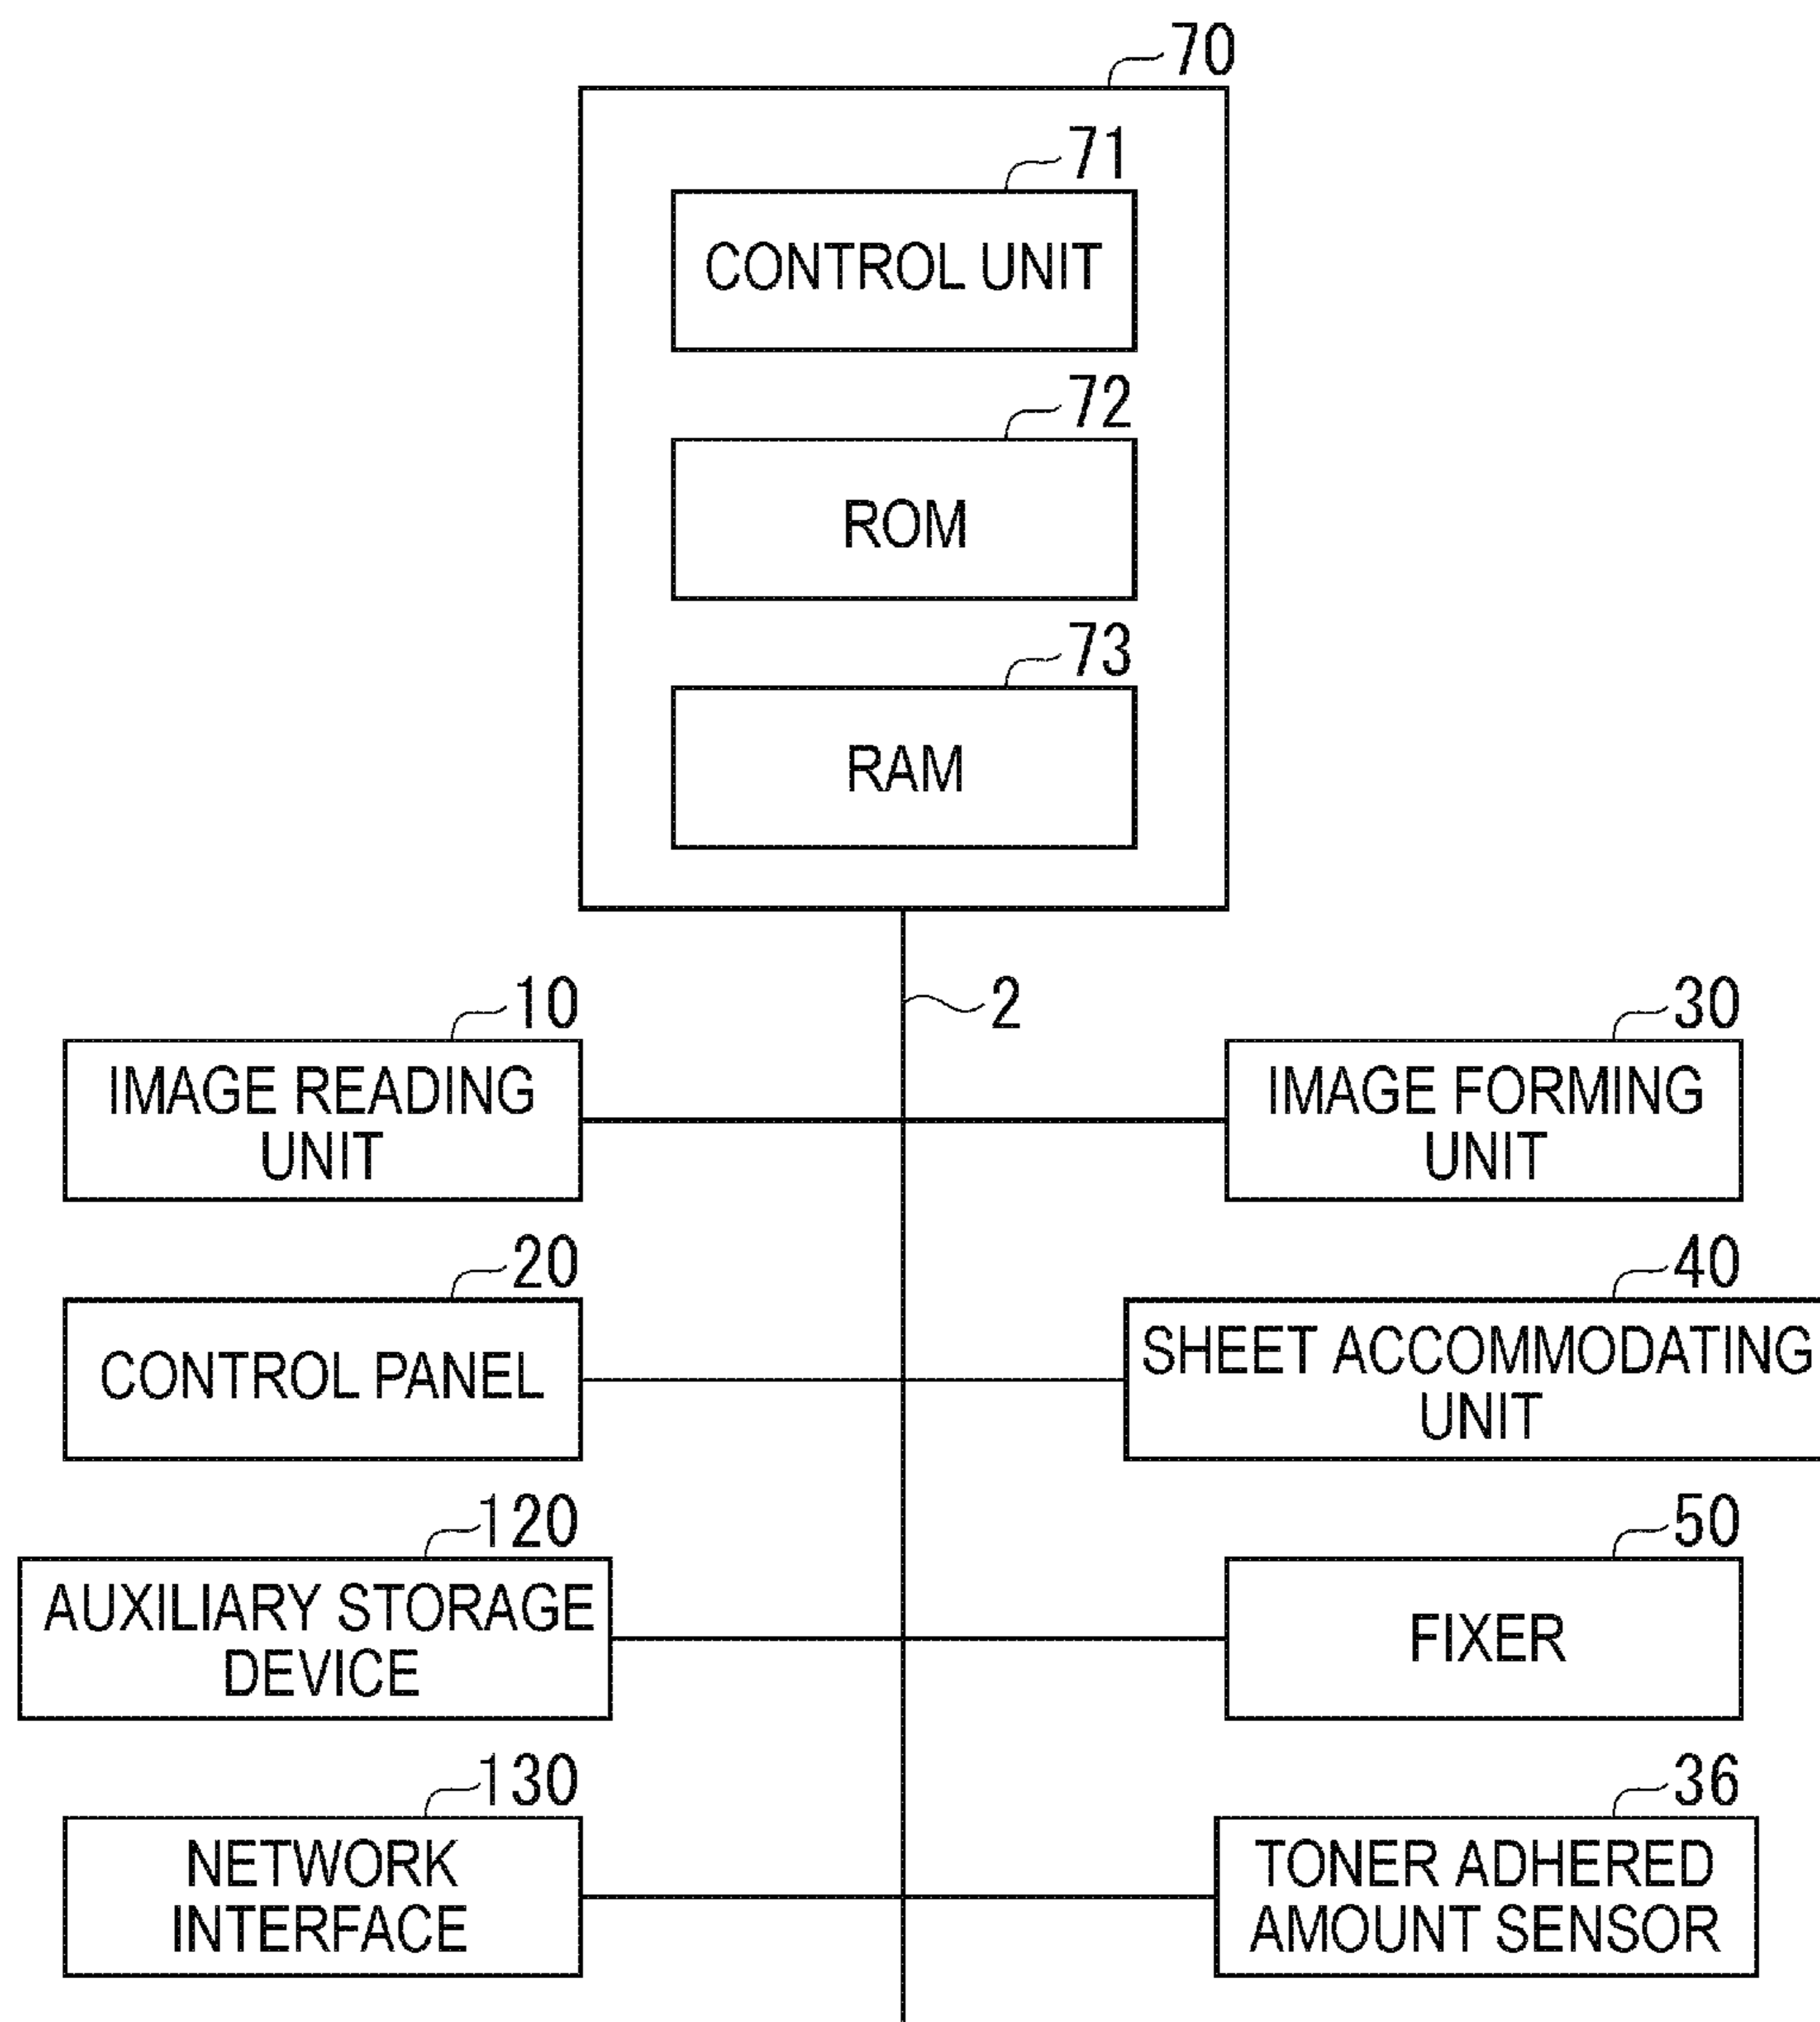 70
71
CONTROL UNIT
72
ROM
73
RAM
2
10
IMAGE READING
UNIT
30
IMAGE FORMING
UNIT
20
CONTROL PANEL
40
SHEET ACCOMMODATING
UNIT
120
AUXILIARY STORAGE
DEVICE
50
FIXER
130
NETWORK
INTERFACE
36
TONER ADHERED
AMOUNT SENSOR